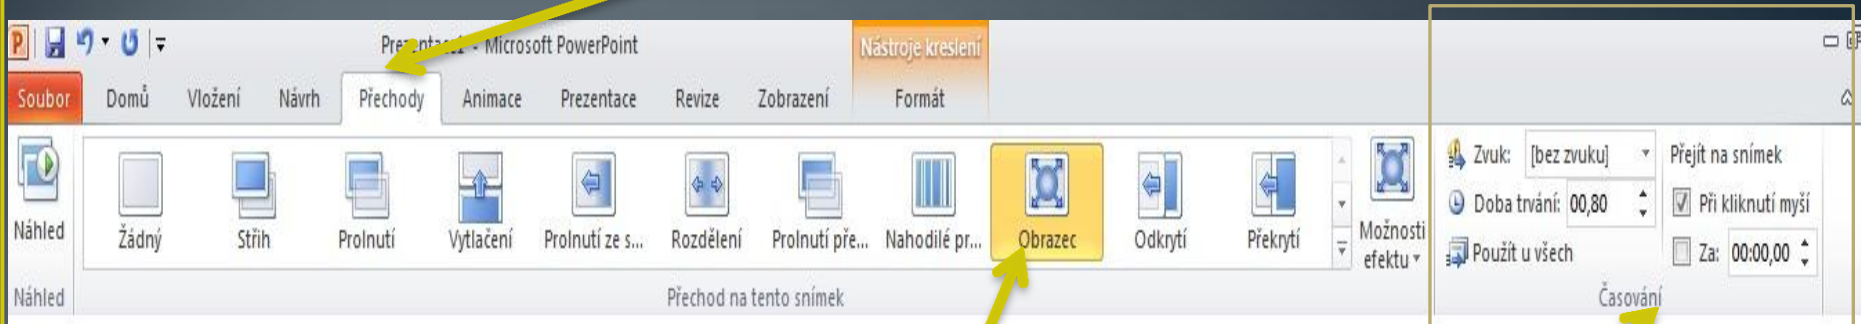 Prezentace1 - Microsoft PowerPoint
Nástroje kreslení
Soubor Domů Vložení Návrh Přechody Animace Prezentace Revize Zobrazení Formát
Náhled
Žádný Střih Prolnutí Vytlačení Prolnutí ze s... Rozdělení Prolnutí pře... Nahodilé pr... Obrazec Odkrytí Překrytí
Možnosti
efektu
Zvuk: [bez zvuku] Přejít na snímek
Doba trvání: 00,80 Při kliknutí myší
Použít u všech Za: 00:00,00
Náhled Přechod na tento snímek Časování